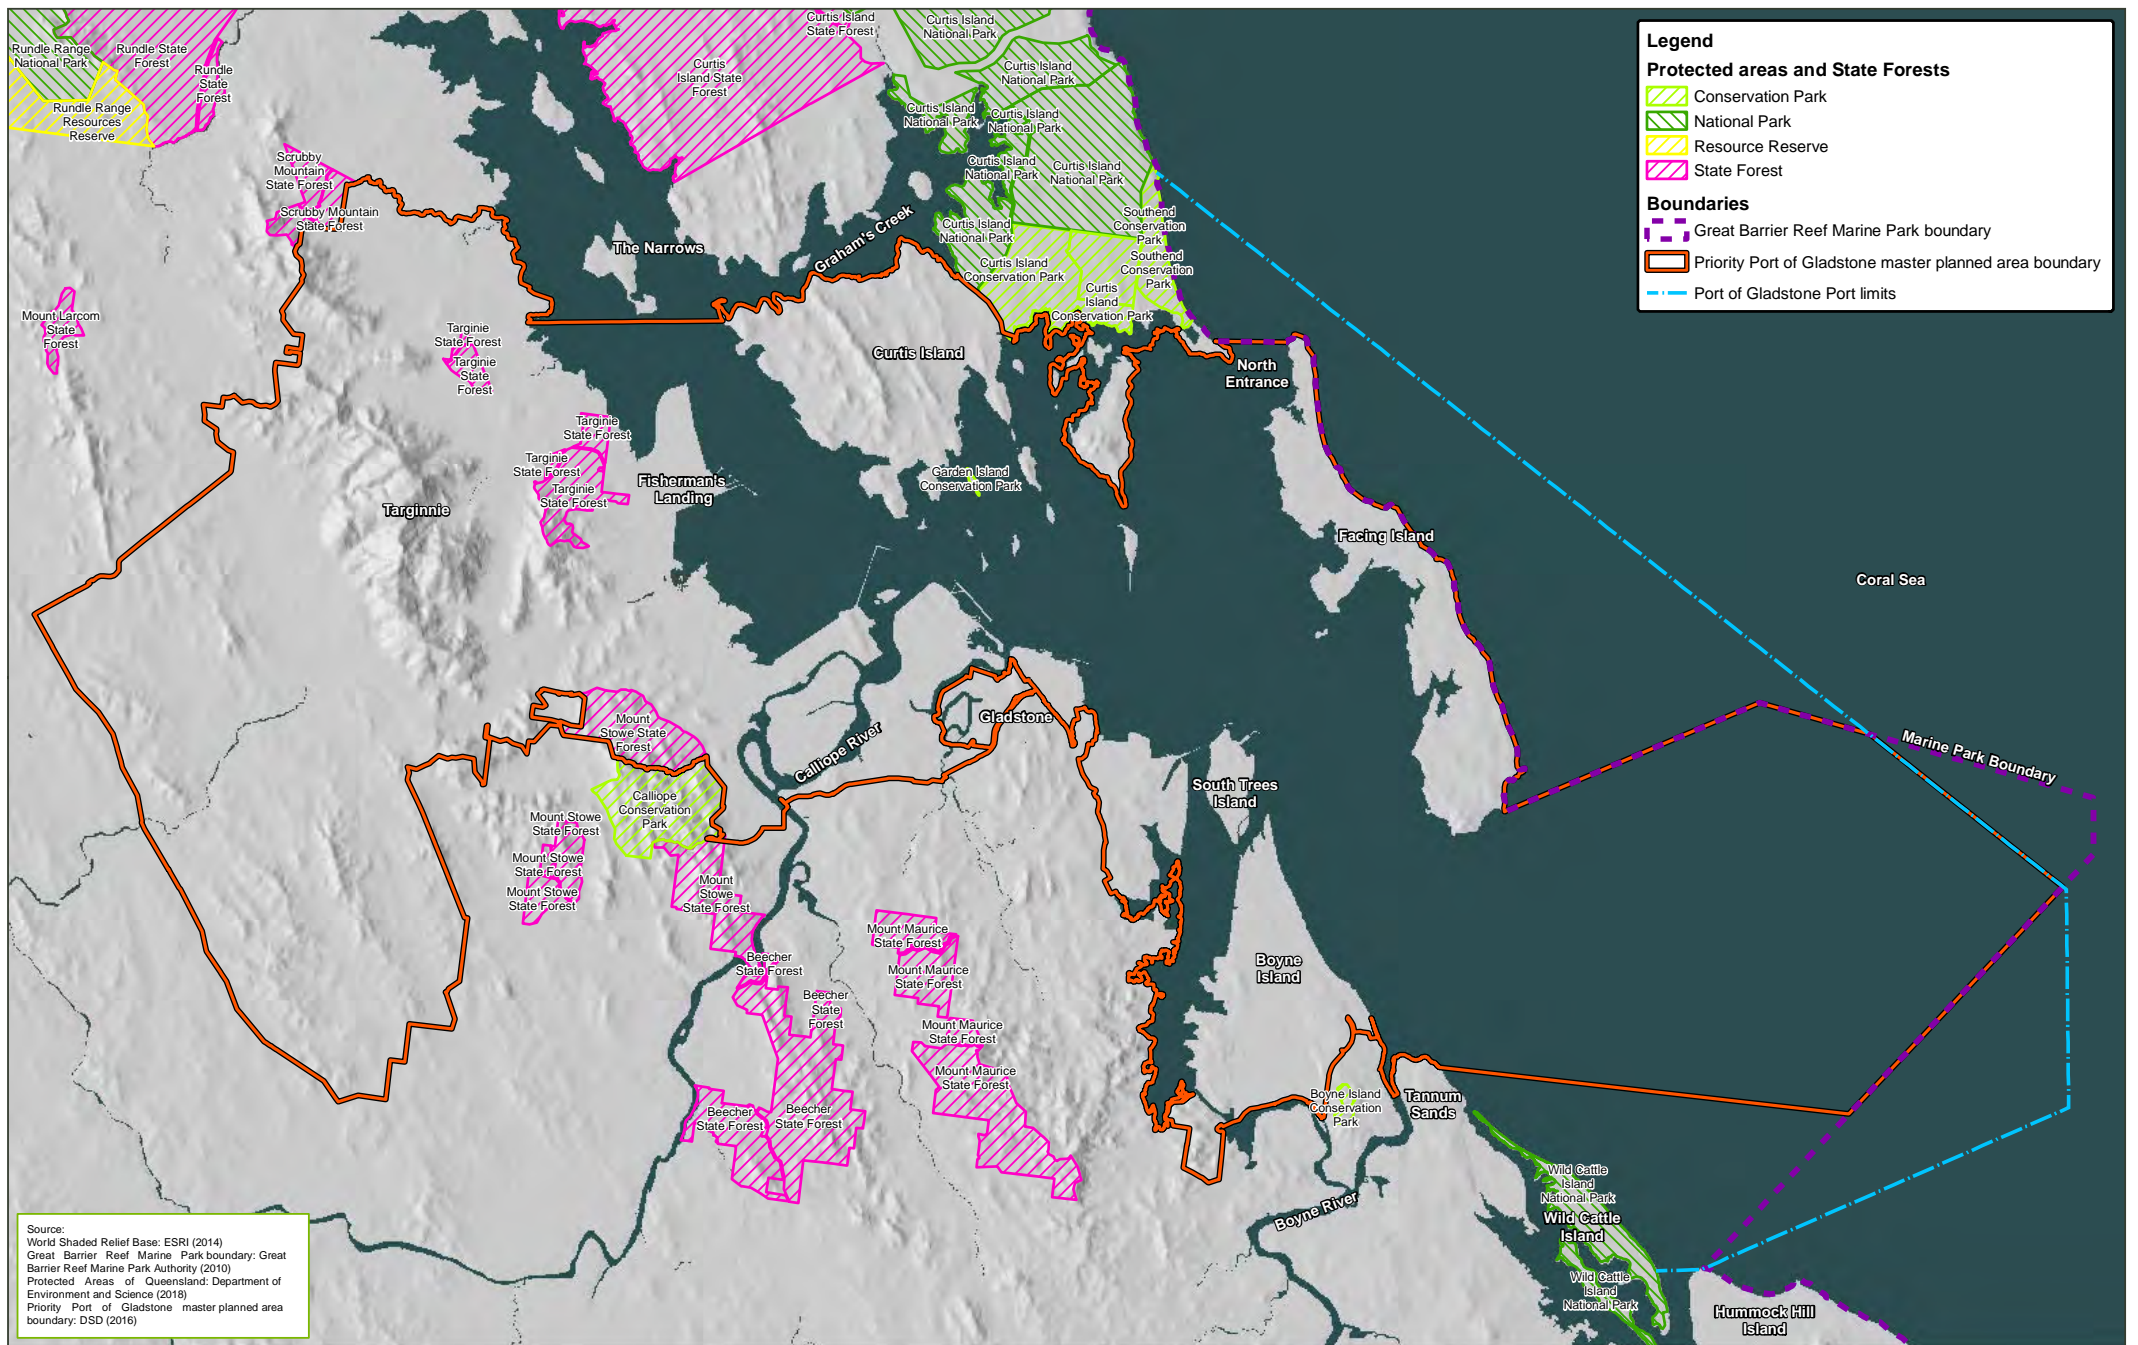 Legend
Protected areas and State Forests
Conservation Park
National Park
Resource Reserve
State Forest
Boundaries
Great Barrier Reef Marine Park boundary
Priority Port of Gladstone master planned area boundary
Port of Gladstone Port limits
Rundle Range
National Park
Rundle State
Forest
Rundle
State
Forest
Rundle Range
Resources
Reserve
Curtis Island
State Forest
Curtis
Island State
Forest
Curtis Island
National Park
Curtis Island
National Park
Curtis Island
National Park
Curtis Island
National Park
Curtis Island
National Park
Curtis Island
National Park
Curtis Island
National Park
Scrubby
Mountain
State Forest
Scrubby Mountain
State Forest
The Narrows
Graham's Creek
Southend
Conservation
Park
Southend
Conservation
Park
Curtis Island
Conservation Park
Curtis
Island
Conservation Park
Mount Larcom
State
Forest
Targinie
State Forest
Targinie
State
Forest
Curtis Island
North
Entrance
Targinie
State Forest
Targinie
State Forest
Targinie
State Forest
Fisherman's
Landing
Garden Island
Conservation Park
Targinnie
Facing Island
Coral Sea
Mount
Stowe State
Forest
Gladstone
Calliope River
Marine Park Boundary
South Trees
Island
Calliope
Conservation
Park
Mount Stowe
State Forest
Mount Stowe
State Forest
Mount Stowe
State Forest
Mount
Stowe
State Forest
Mount Maurice
State Forest
Mount Maurice
State Forest
Mount Maurice
State Forest
Mount Maurice
State Forest
Beecher
State Forest
Beecher
State
Forest
Beecher
State Forest
Beecher
State Forest
Boyne
Island
Boyne Island
Conservation
Park
Tannum
Sands
Boyne River
Wild Cattle
Island
National Park
Wild Cattle
Island
Wild Cattle
Island
National Park
Hummock Hill
Island
Source:
World Shaded Relief Base: ESRI (2014)
Great Barrier Reef Marine Park boundary: Great
Barrier Reef Marine Park Authority (2010)
Protected Areas of Queensland: Department of
Environment and Science (2018)
Priority Port of Gladstone master planned area
boundary: DSD (2016)